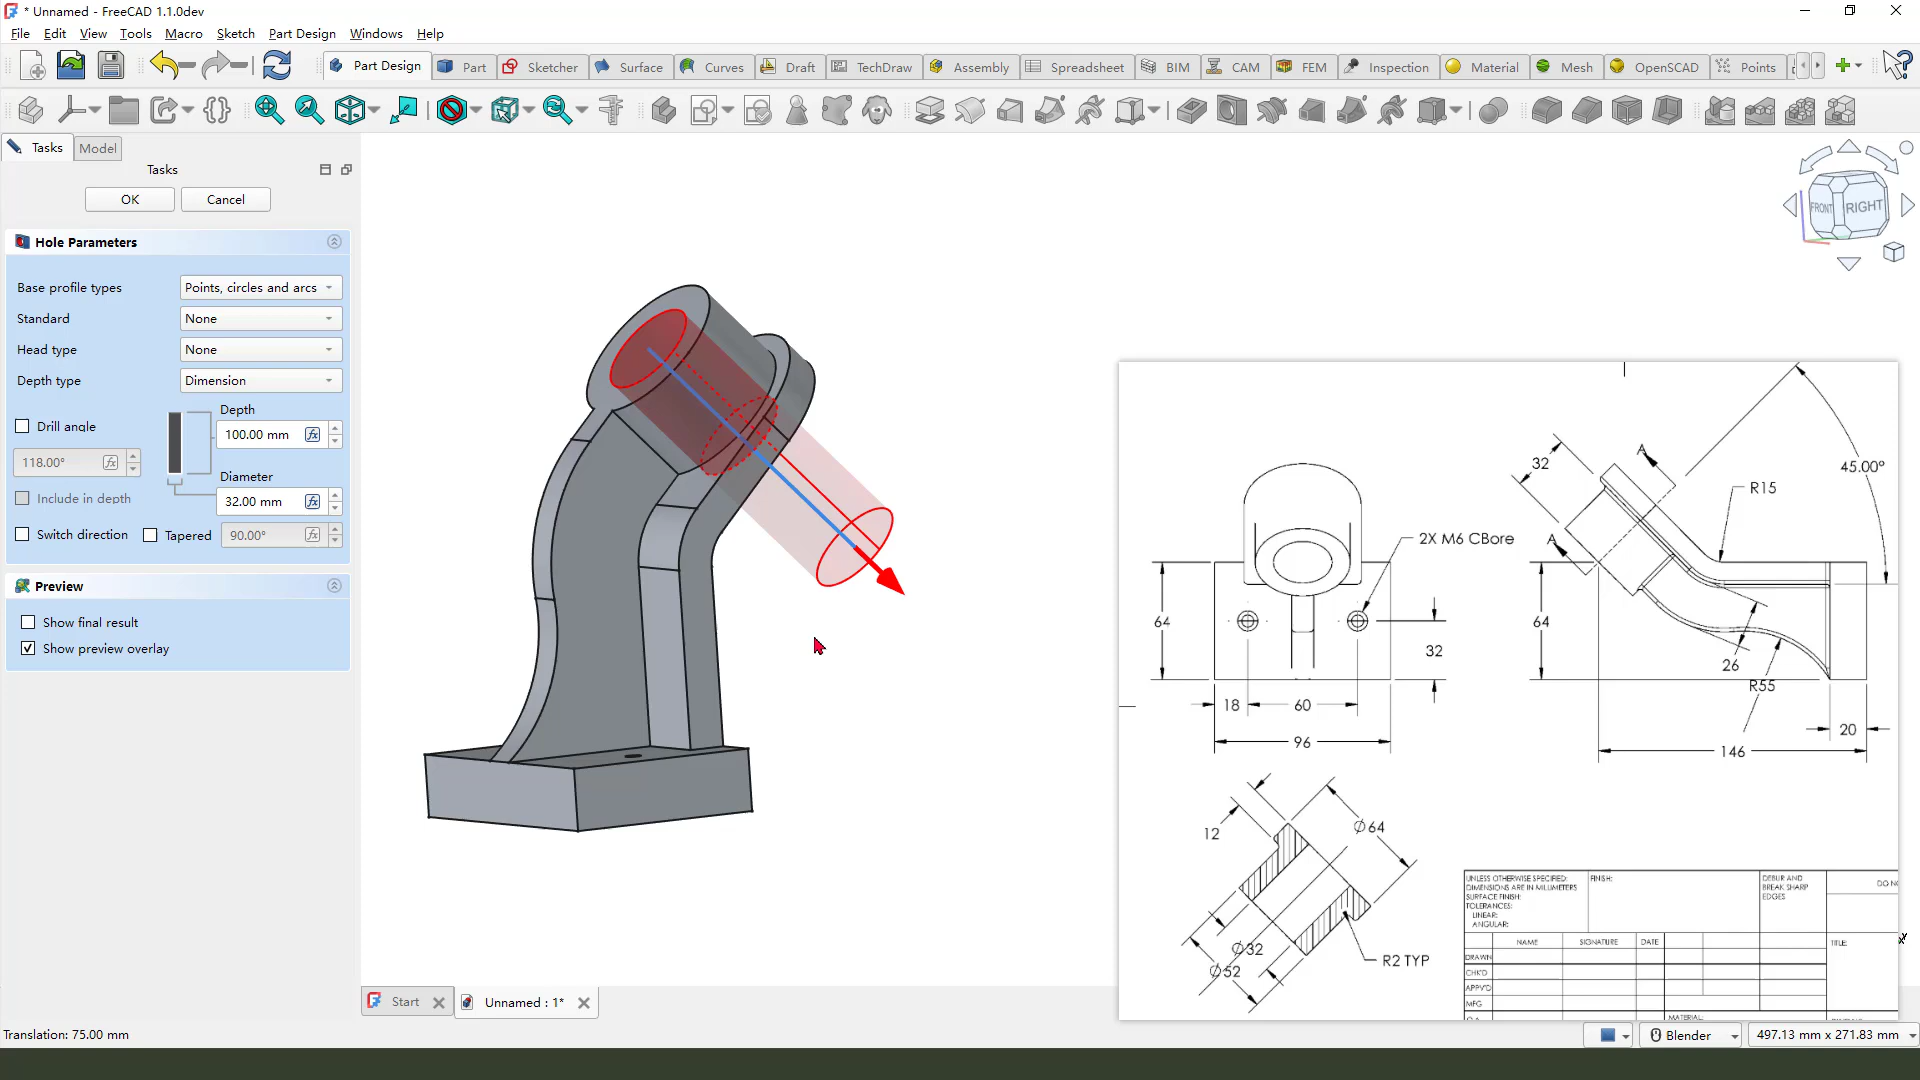 * Unnamed - FreeCAD 1.1.0dev
File Edit View Tools Macro Sketch Part Design Windows Help
Part Design Part Sketcher Surface Curves Draft TechDraw Assembly Spreadsheet BIM CAM FEM Inspection Material Mesh OpenSCAD Points
Tasks Model
Tasks
OK Cancel
Hole Parameters
Base profile types Points, circles and arcs
Standard None
Head type None
Depth type Dimension
Drill angle
118.00°
Include in depth
Depth
100.00 mm
Diameter
32.00 mm
Switch direction Tapered 90.00°
Preview
Show final result
Show preview overlay
FRONT RIGHT
2X M6 CBore
64
32
18 60
96
32
A
A
R15
45.00°
64
26
R55
20
146
12
Ø64
Ø32
Ø52
R2 TYP
UNLESS OTHERWISE SPECIFIED:
DIMENSIONS ARE IN MILLIMETERS
SURFACE FINISH:
TOLERANCES:
LINEAR:
ANGULAR:
FINISH:
DEBUR AND
BREAK SHARP
EDGES
DO NO
NAME SIGNATURE DATE
TITLE:
DRAWN
CHK'D
APPV'D
MFG
MATERIAL:
Start Unnamed : 1*
Translation: 75.00 mm
Blender 497.13 mm x 271.83 mm